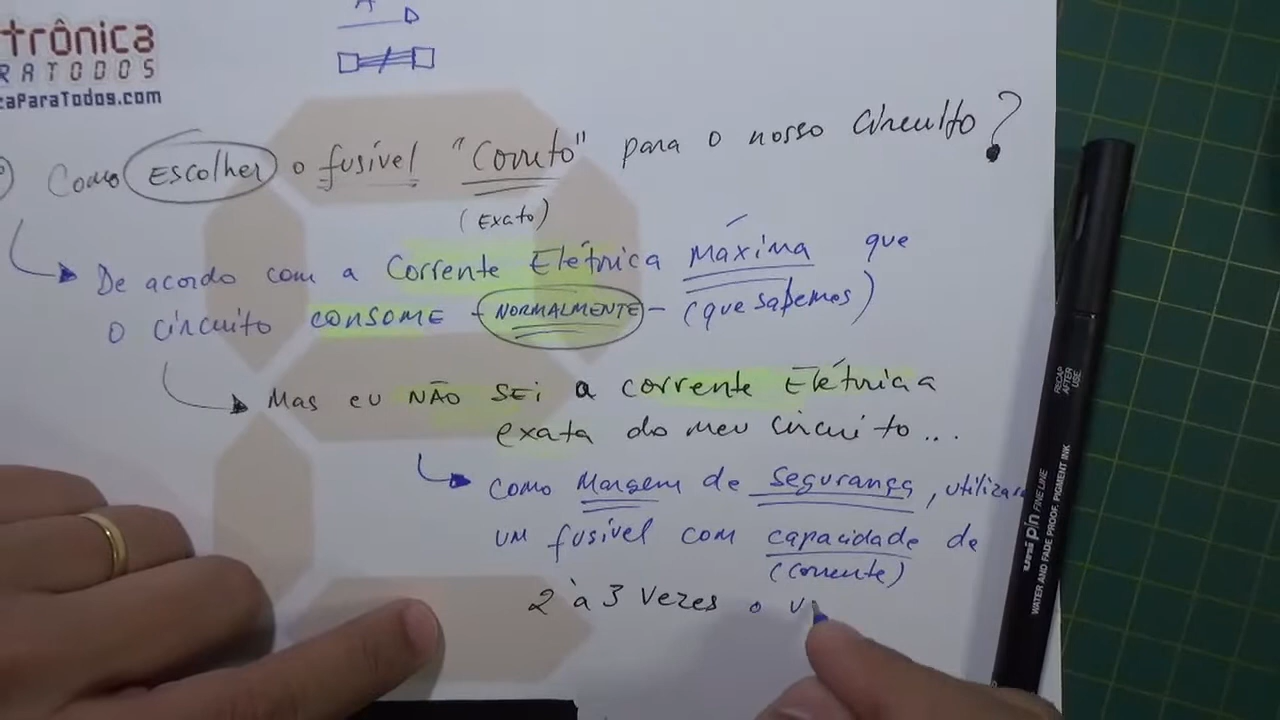 trônica
RATODOS
caParaTodos.com
Como ESCOLHER o fusível "Correto" para o nosso circuito?
(Exato)
De acordo com a Corrente Elétrica Máxima que
o circuito consome - NORMALMENTE - (que sabemos)
Mas eu NÃO SEI a corrente Elétrica
exata do meu circuito...
como Margem de Segurança, utilizar
um fusível com capacidade de
(corrente)
2 à 3 Vezes o v
uni pin FINE LINE
WATER AND FADE PROOF, PIGMENT INK
RECAP AFTER USE.